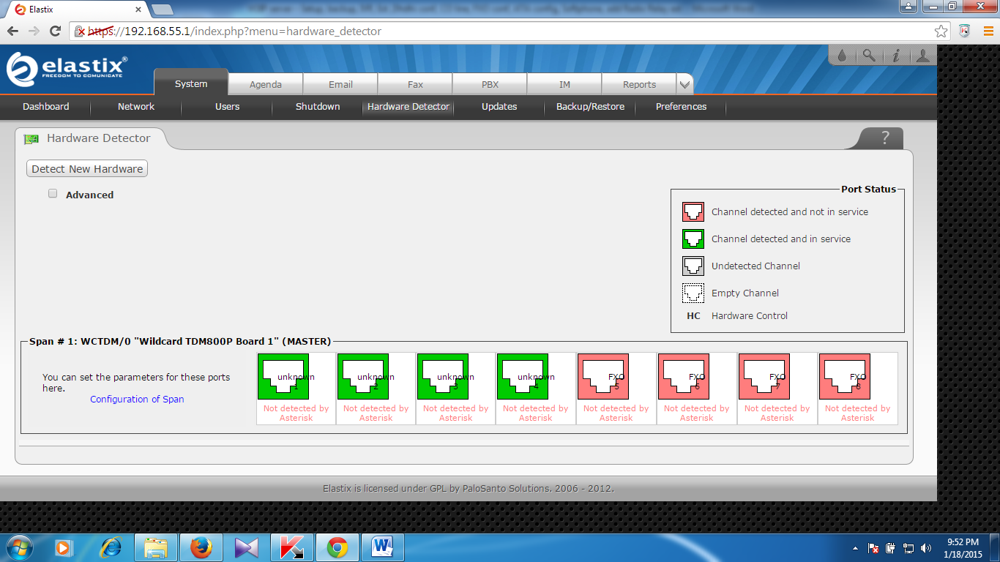 Elastix
https://192.168.55.1/index.php?menu=hardware_detector
elastix®
FREEDOM TO COMUNICATE
System Agenda Email Fax PBX IM Reports
Dashboard Network Users Shutdown Hardware Detector Updates Backup/Restore Preferences
Hardware Detector
?
Detect New Hardware
Advanced
Port Status
Channel detected and not in service
Channel detected and in service
Undetected Channel
Empty Channel
HC Hardware Control
Span # 1: WCTDM/0 "Wildcard TDM800P Board 1" (MASTER)
You can set the parameters for these ports
here.
Configuration of Span
unknown unknown unknown unknown FXO FXO FXO FXO
1 2 3 4 5 6 7 8
Not detected by Not detected by Not detected by Not detected by Not detected by Not detected by Not detected by Not detected by
Asterisk Asterisk Asterisk Asterisk Asterisk Asterisk Asterisk Asterisk
Elastix is licensed under GPL by PaloSanto Solutions. 2006 - 2012.
9:52 PM
1/18/2015